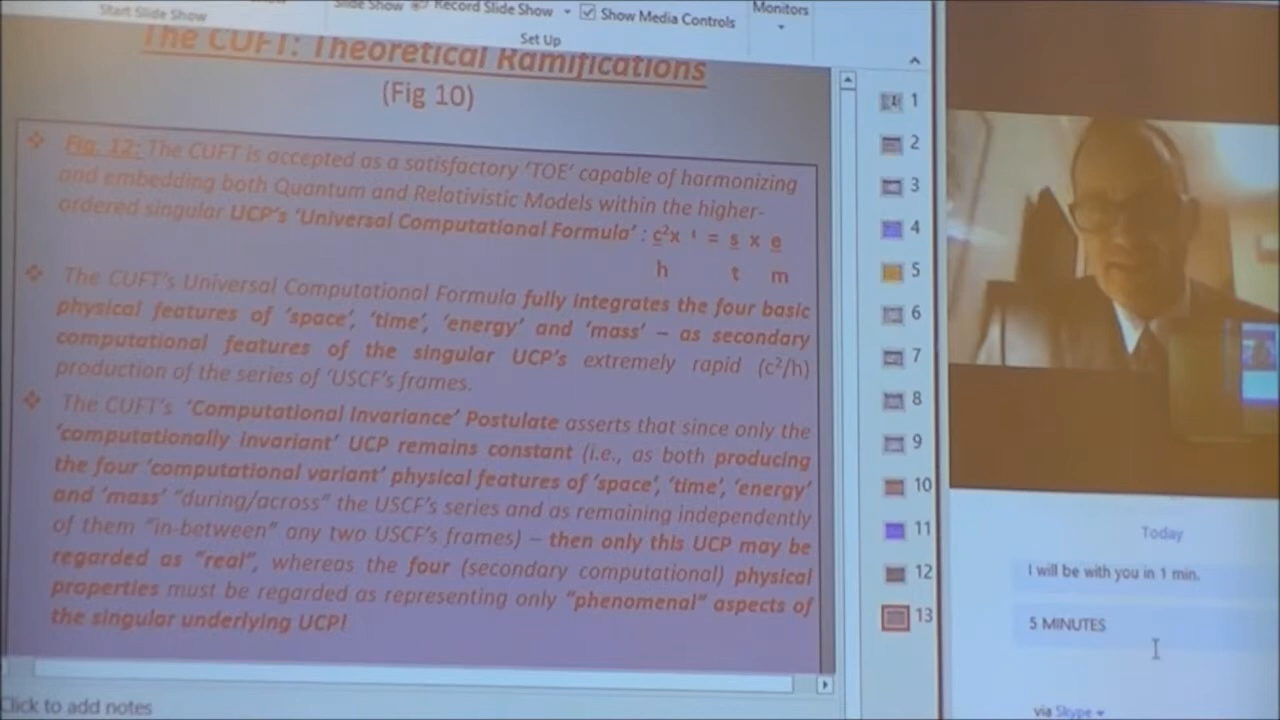 Start Slide Show
Slide Show
Record Slide Show
Show Media Controls
Monitors
Set Up
The CUFT: Theoretical Ramifications
(Fig 10)
Fig. 12: The CUFT is accepted as a satisfactory 'TOE' capable of harmonizing
and embedding both Quantum and Relativistic Models within the higher-
ordered singular UCP's 'Universal Computational Formula' : c²x ' = s x e
h t m
The CUFT's Universal Computational Formula fully integrates the four basic
physical features of 'space', 'time', 'energy' and 'mass' – as secondary
computational features of the singular UCP's extremely rapid (c²/h)
production of the series of 'USCF's frames.
The CUFT's 'Computational Invariance' Postulate asserts that since only the
'computationally invariant' UCP remains constant (i.e., as both producing
the four 'computational variant' physical features of 'space', 'time', 'energy'
and 'mass' "during/across" the USCF's series and as remaining independently
of them "in-between" any two USCF's frames) – then only this UCP may be
regarded as "real", whereas the four (secondary computational) physical
properties must be regarded as representing only "phenomenal" aspects of
the singular underlying UCP!
Click to add notes
1
2
3
4
5
6
7
8
9
10
11
12
13
Today
I will be with you in 1 min.
5 MINUTES
via Skype